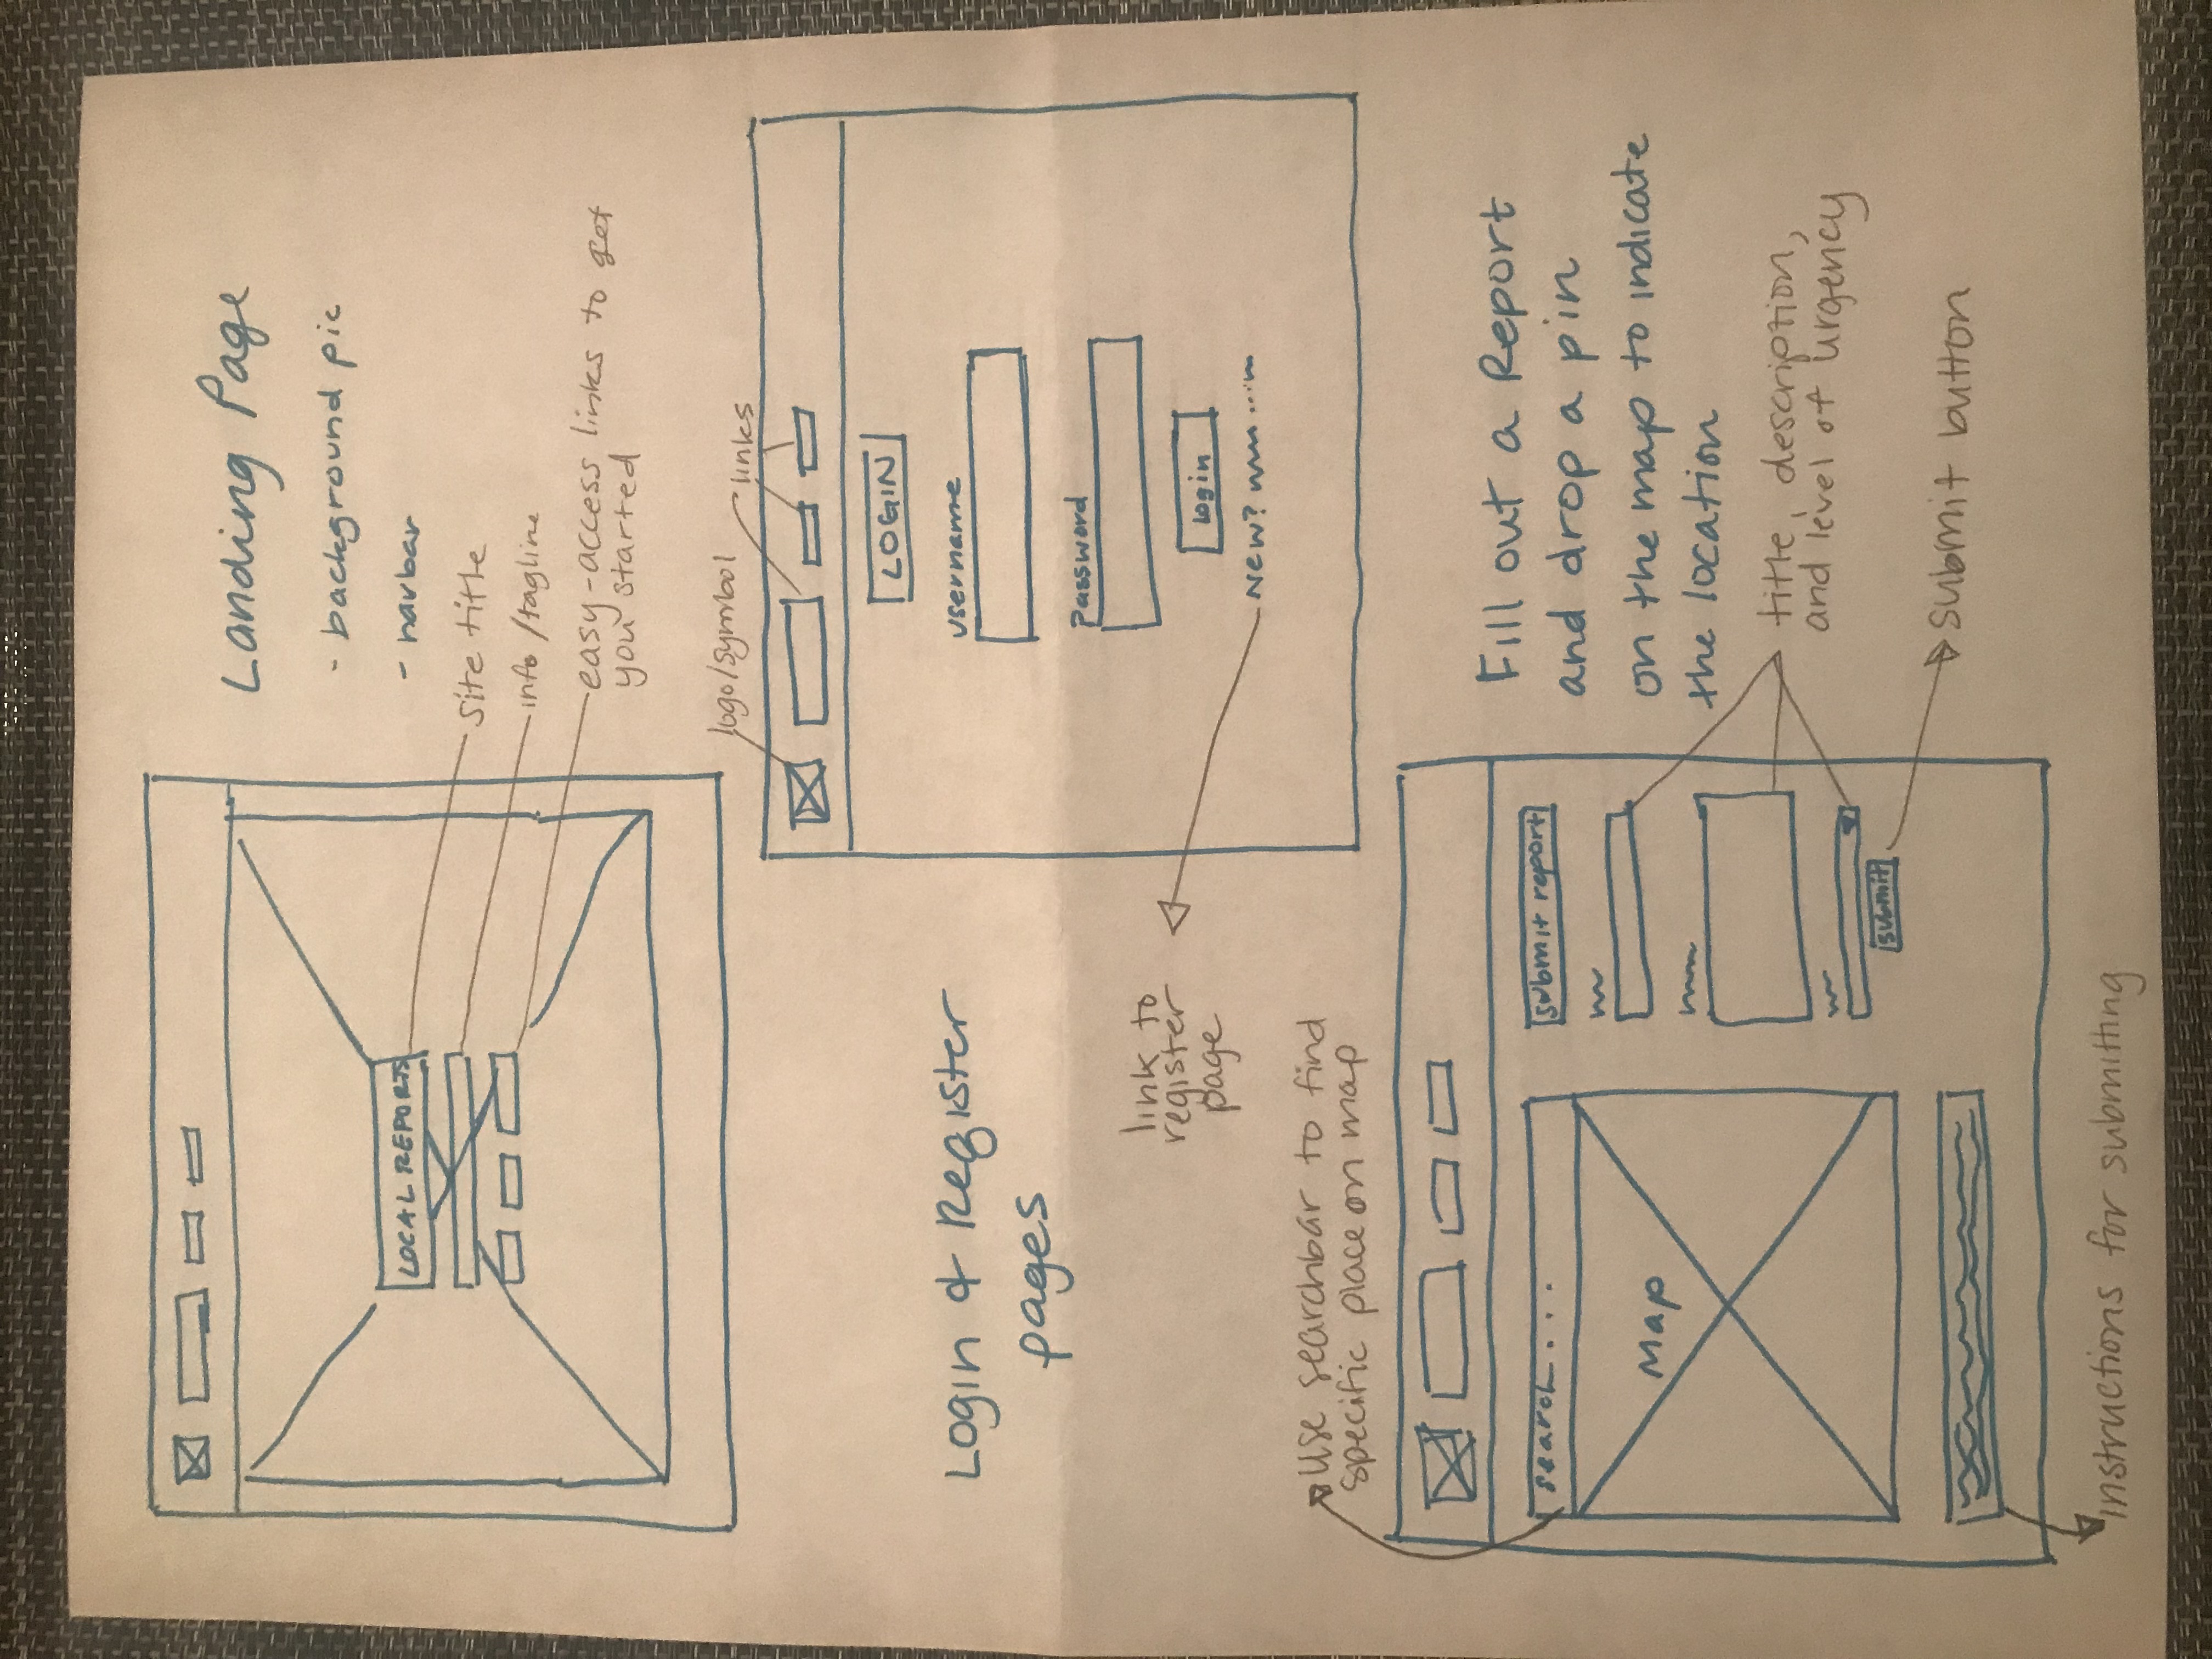 LOCAL REPORTS
Landing Page
- background pic
- navbar
site title
info/tagline
easy-access links to get
you started
logo/symbol
links
LOGIN
username
password
login
New?
Login & Register
pages
link to
register
page
use searchbar to find
specific place on map
search...
Map
submit report
submit
Fill out a Report
and drop a pin
on the map to indicate
the location
title, description,
and level of urgency
submit button
instructions for submitting